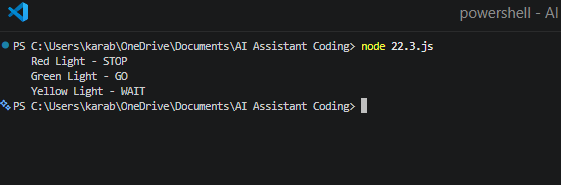 powershell - AI
PS C:\Users\karab\OneDrive\Documents\AI Assistant Coding> node 22.3.js
Red Light - STOP
Green Light - GO
Yellow Light - WAIT
PS C:\Users\karab\OneDrive\Documents\AI Assistant Coding>